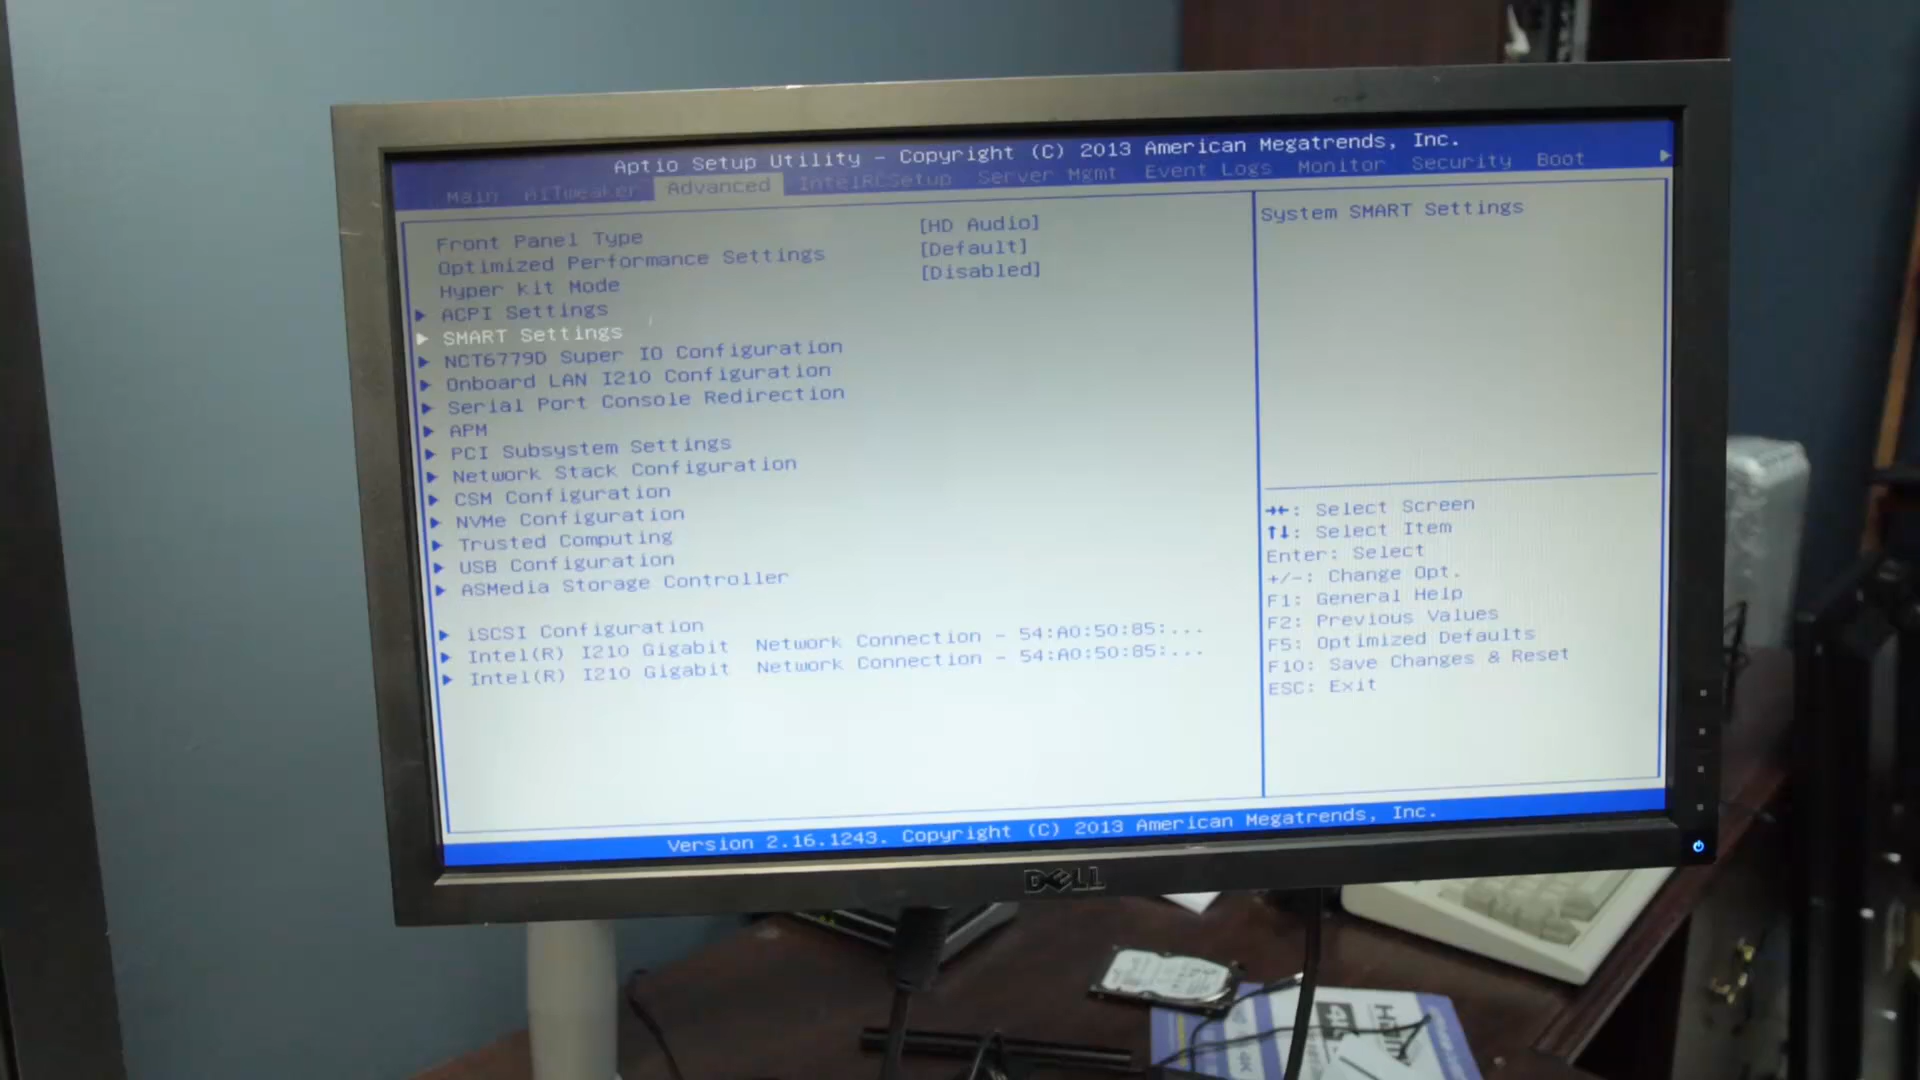 Aptio Setup Utility - Copyright (C) 2013 American Megatrends, Inc.
Main AiTweaker Advanced IntelRCSetup Server Mgmt Event Logs Monitor Security Boot
Front Panel Type [HD Audio]
Optimized Performance Settings [Default]
Hyper kit Mode [Disabled]
ACPI Settings
SMART Settings
NCT6779D Super IO Configuration
Onboard LAN I210 Configuration
Serial Port Console Redirection
APM
PCI Subsystem Settings
Network Stack Configuration
CSM Configuration
NVMe Configuration
Trusted Computing
USB Configuration
ASMedia Storage Controller
iSCSI Configuration
Intel(R) I210 Gigabit Network Connection - 54:A0:50:85:...
Intel(R) I210 Gigabit Network Connection - 54:A0:50:85:...
System SMART Settings
→←: Select Screen
↑↓: Select Item
Enter: Select
+/-: Change Opt.
F1: General Help
F2: Previous Values
F5: Optimized Defaults
F10: Save Changes & Reset
ESC: Exit
Version 2.16.1243. Copyright (C) 2013 American Megatrends, Inc.
DELL